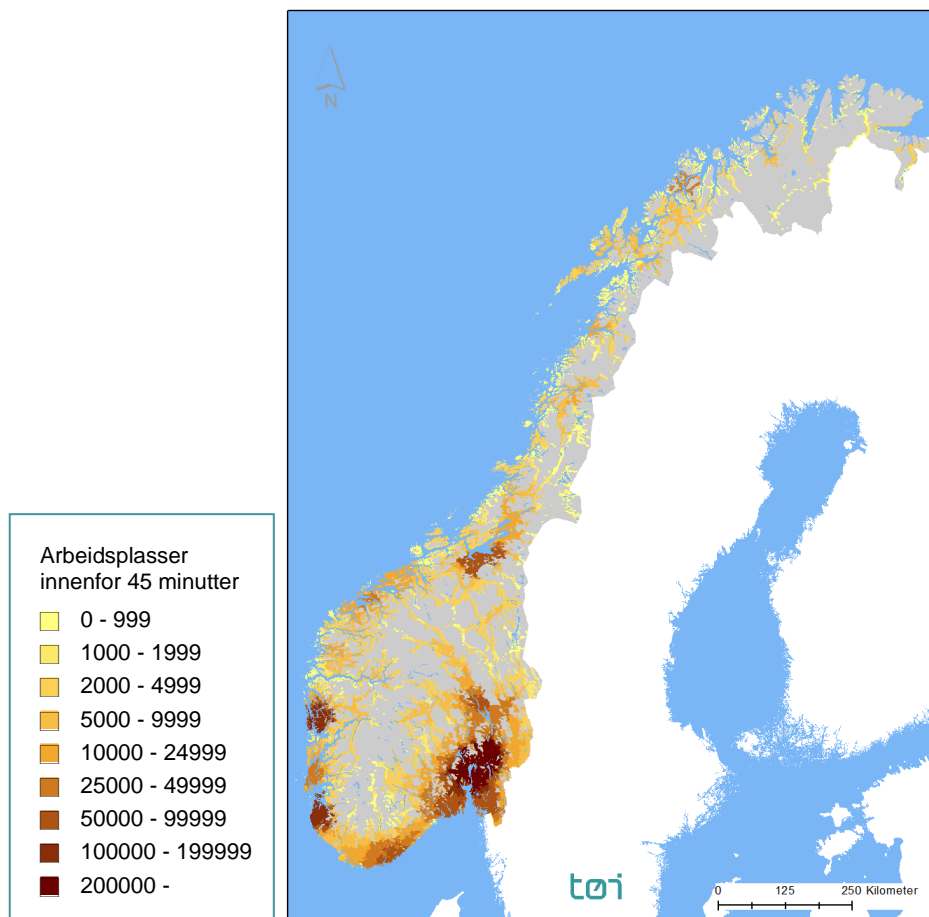 N
Arbeidsplasser
innenfor 45 minutter
0 - 999
1000 - 1999
2000 - 4999
5000 - 9999
10000 - 24999
25000 - 49999
50000 - 99999
100000 - 199999
200000 -
tøi
0 125 250 Kilometer